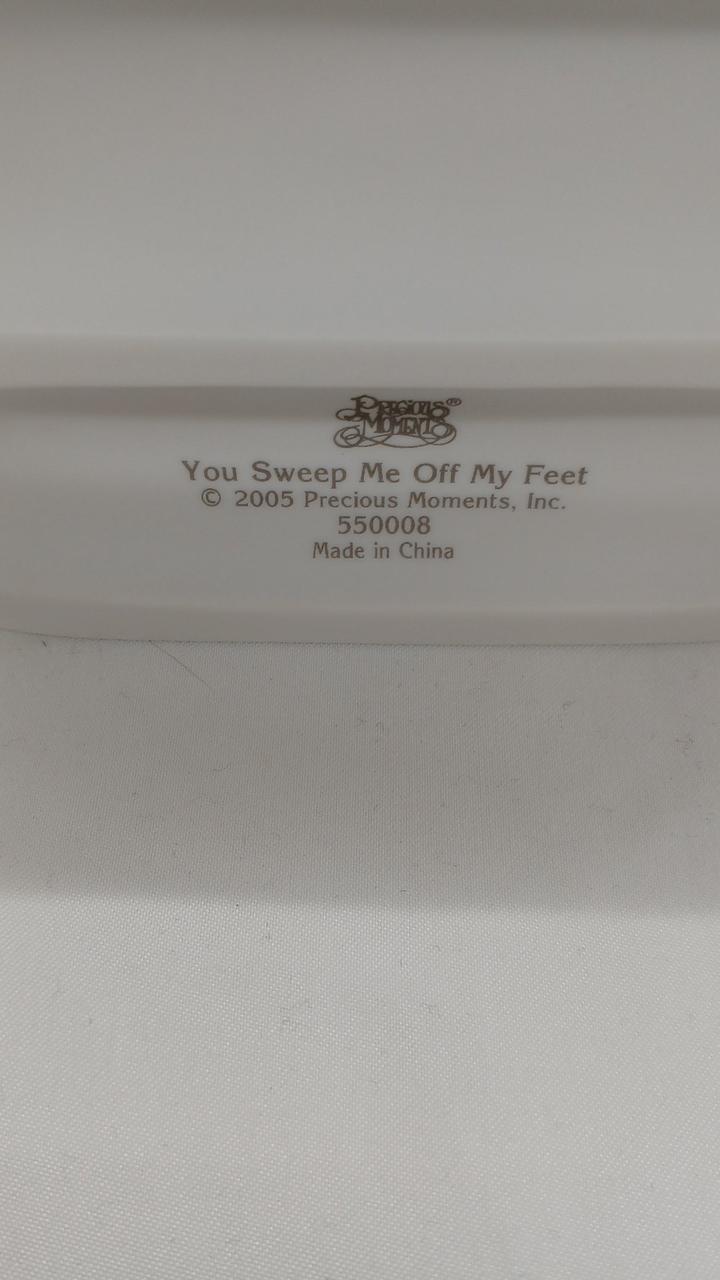 Precious®
Moments
You Sweep Me Off My Feet
© 2005 Precious Moments, Inc.
550008
Made in China